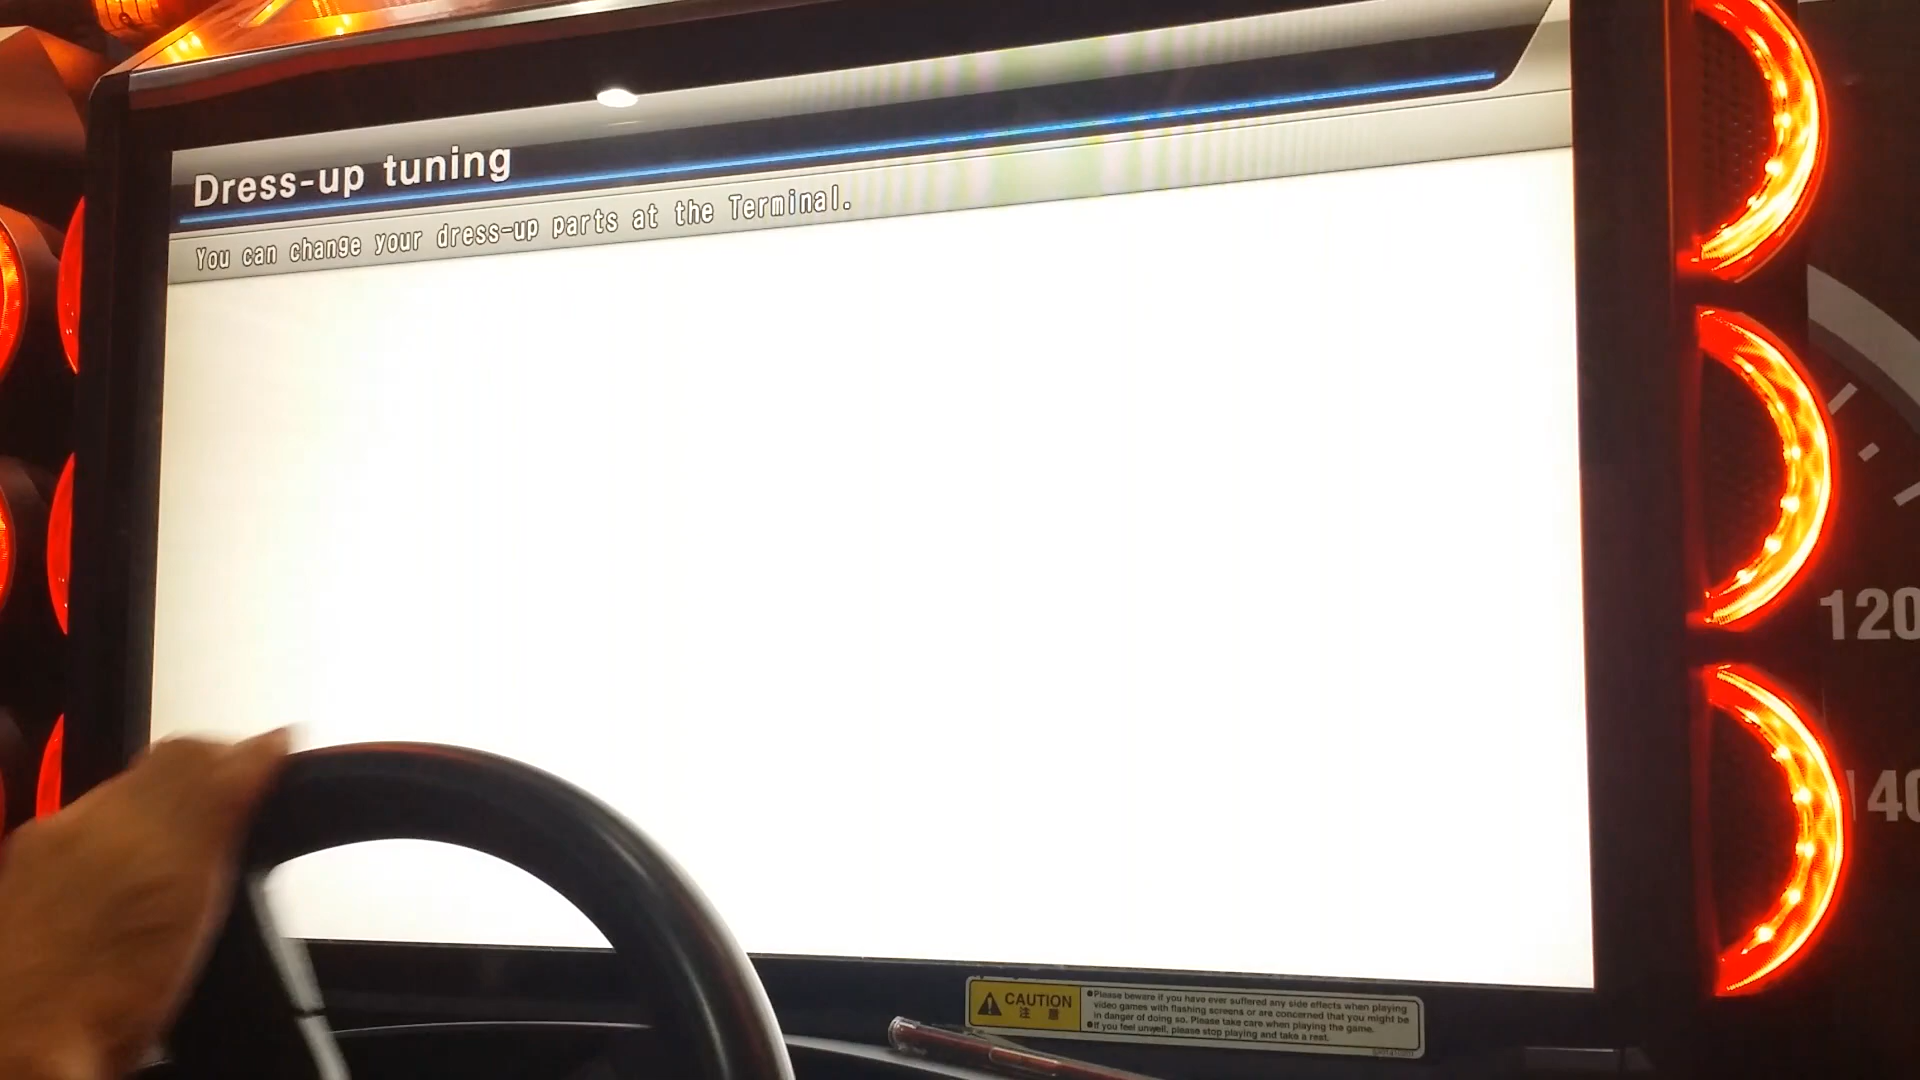 Dress-up tuning
You can change your dress-up parts at the Terminal.
120
140
CAUTION
注 意
●Please beware if you have ever suffered any side effects when playing
video games with flashing screens or are concerned that you might be
in danger of doing so. Please take care when playing the game.
●If you feel unwell, please stop playing and take a rest.